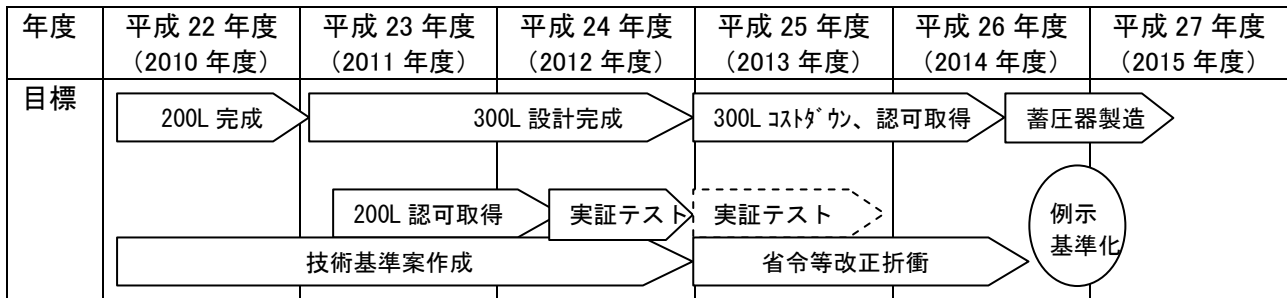 年度
平成 22 年度
（2010 年度）
平成 23 年度
（2011 年度）
平成 24 年度
（2012 年度）
平成 25 年度
（2013 年度）
平成 26 年度
（2014 年度）
平成 27 年度
（2015 年度）
目標
200L 完成
300L 設計完成
300L ｺｽﾄﾀﾞｳﾝ、認可取得
蓄圧器製造
200L 認可取得
実証テスト
実証テスト
例示
基準化
技術基準案作成
省令等改正折衝